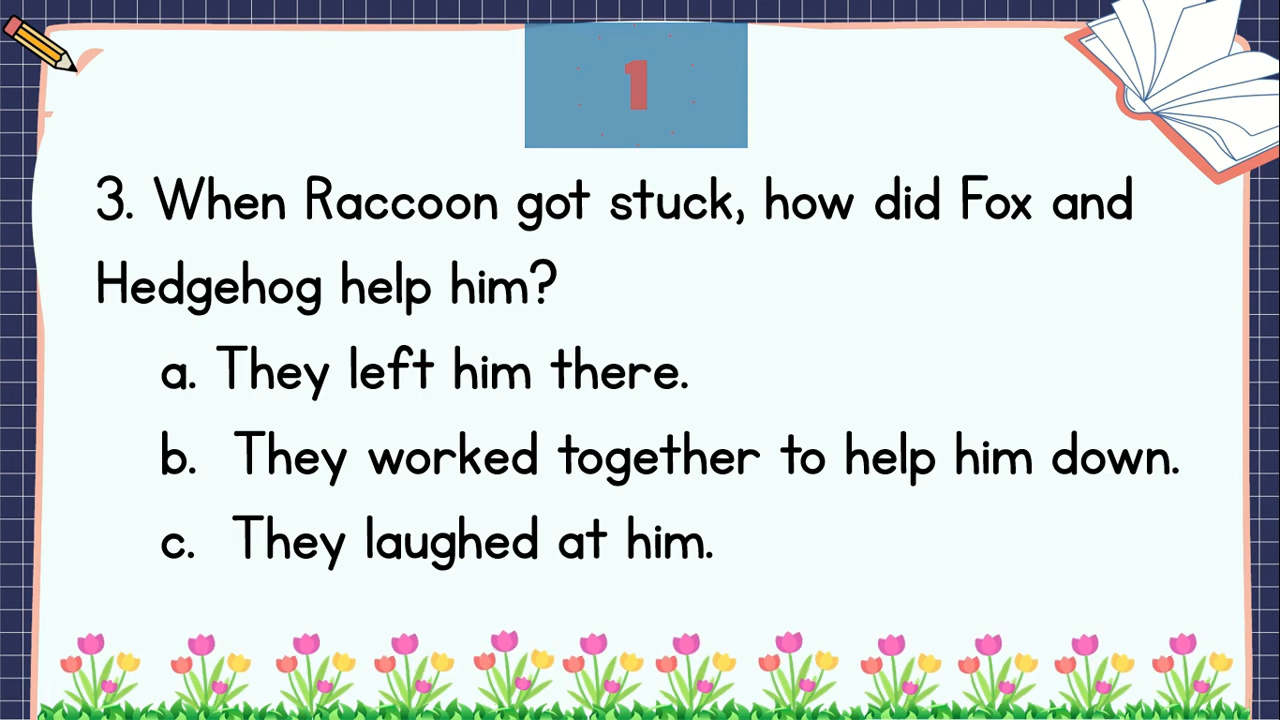 1
3. When Raccoon got stuck, how did Fox and
Hedgehog help him?
a. They left him there.
b. They worked together to help him down.
c. They laughed at him.